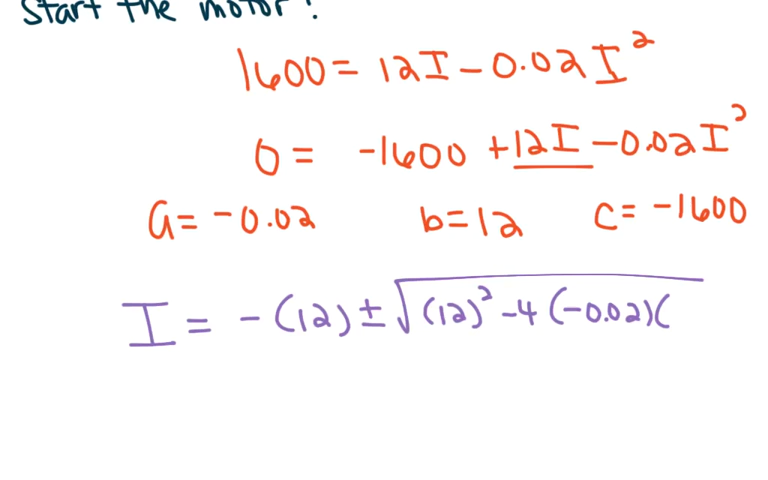 start the motor?
1600 = 12I - 0.02I²
0 = -1600 + 12I - 0.02I²
a = -0.02 b = 12 c = -1600
I = -(12) ± √(12)² - 4(-0.02)(